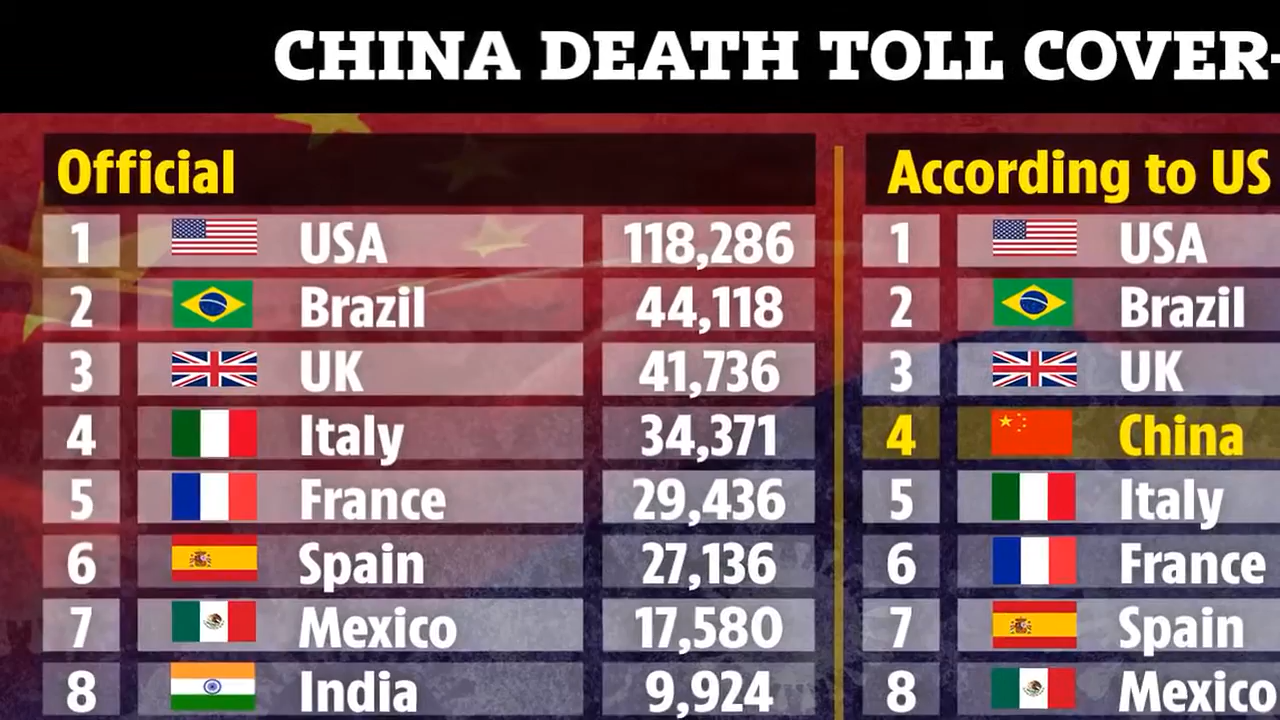 CHINA DEATH TOLL COVER-
Official
1 USA 118,286
2 Brazil 44,118
3 UK 41,736
4 Italy 34,371
5 France 29,436
6 Spain 27,136
7 Mexico 17,580
8 India 9,924
According to US
1 USA
2 Brazil
3 UK
4 China
5 Italy
6 France
7 Spain
8 Mexico